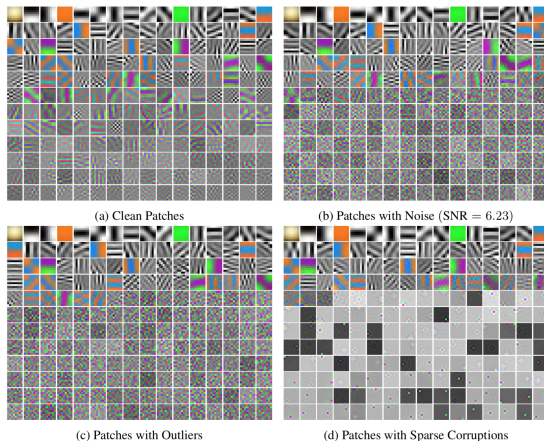 (a) Clean Patches
(b) Patches with Noise (SNR = 6.23)
(c) Patches with Outliers
(d) Patches with Sparse Corruptions